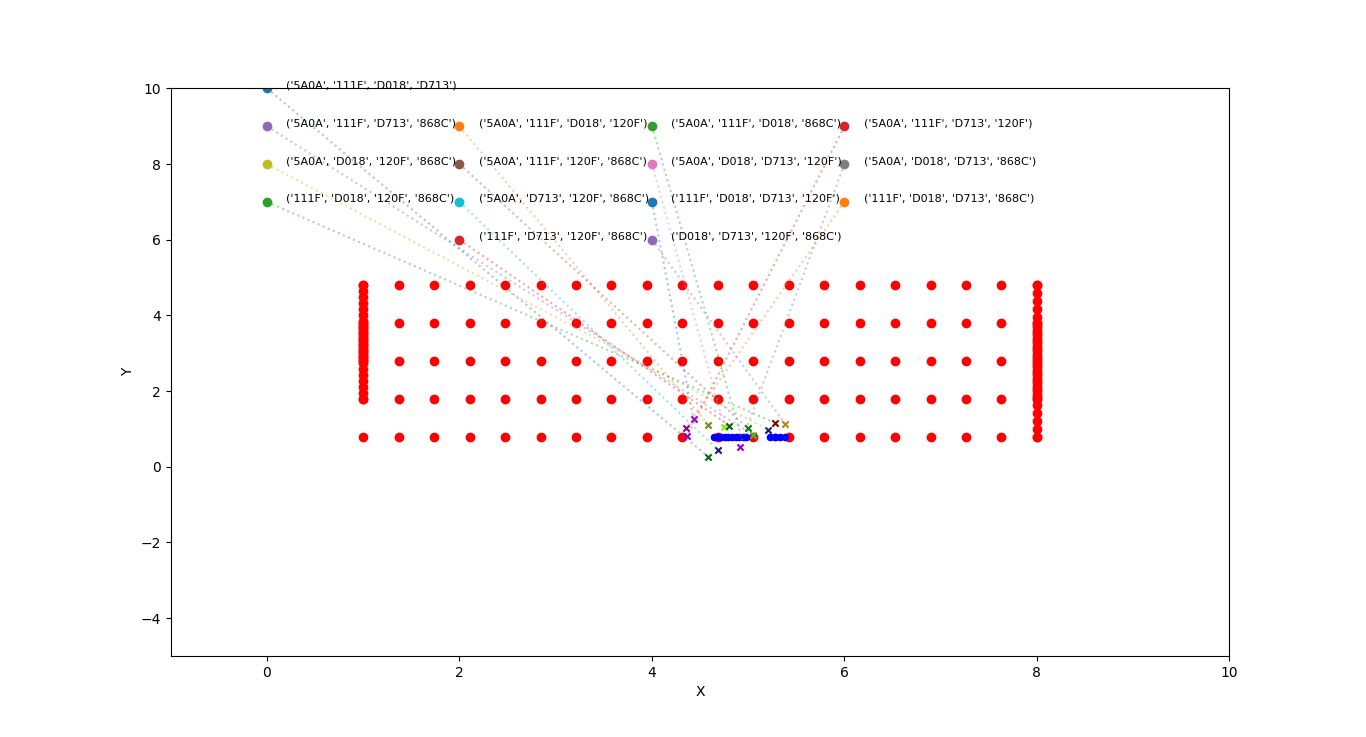 10
('5A0A', '111F', 'D018', 'D713')
('5A0A', '111F', 'D713', '868C') ('5A0A', '111F', 'D018', '120F') ('5A0A', '111F', 'D018', '868C') ('5A0A', '111F', 'D713', '120F')
8
('5A0A', 'D018', '120F', '868C') ('5A0A', '111F', '120F', '868C') ('5A0A', 'D018', 'D713', '120F') ('5A0A', 'D018', 'D713', '868C')
('111F', 'D018', '120F', '868C') ('5A0A', 'D713', '120F', '868C') ('111F', 'D018', 'D713', '120F') ('111F', 'D018', 'D713', '868C')
6
('111F', 'D713', '120F', '868C') ('D018', 'D713', '120F', '868C')
4
Y
2
0
−2
−4
0 2 4 6 8 10
X